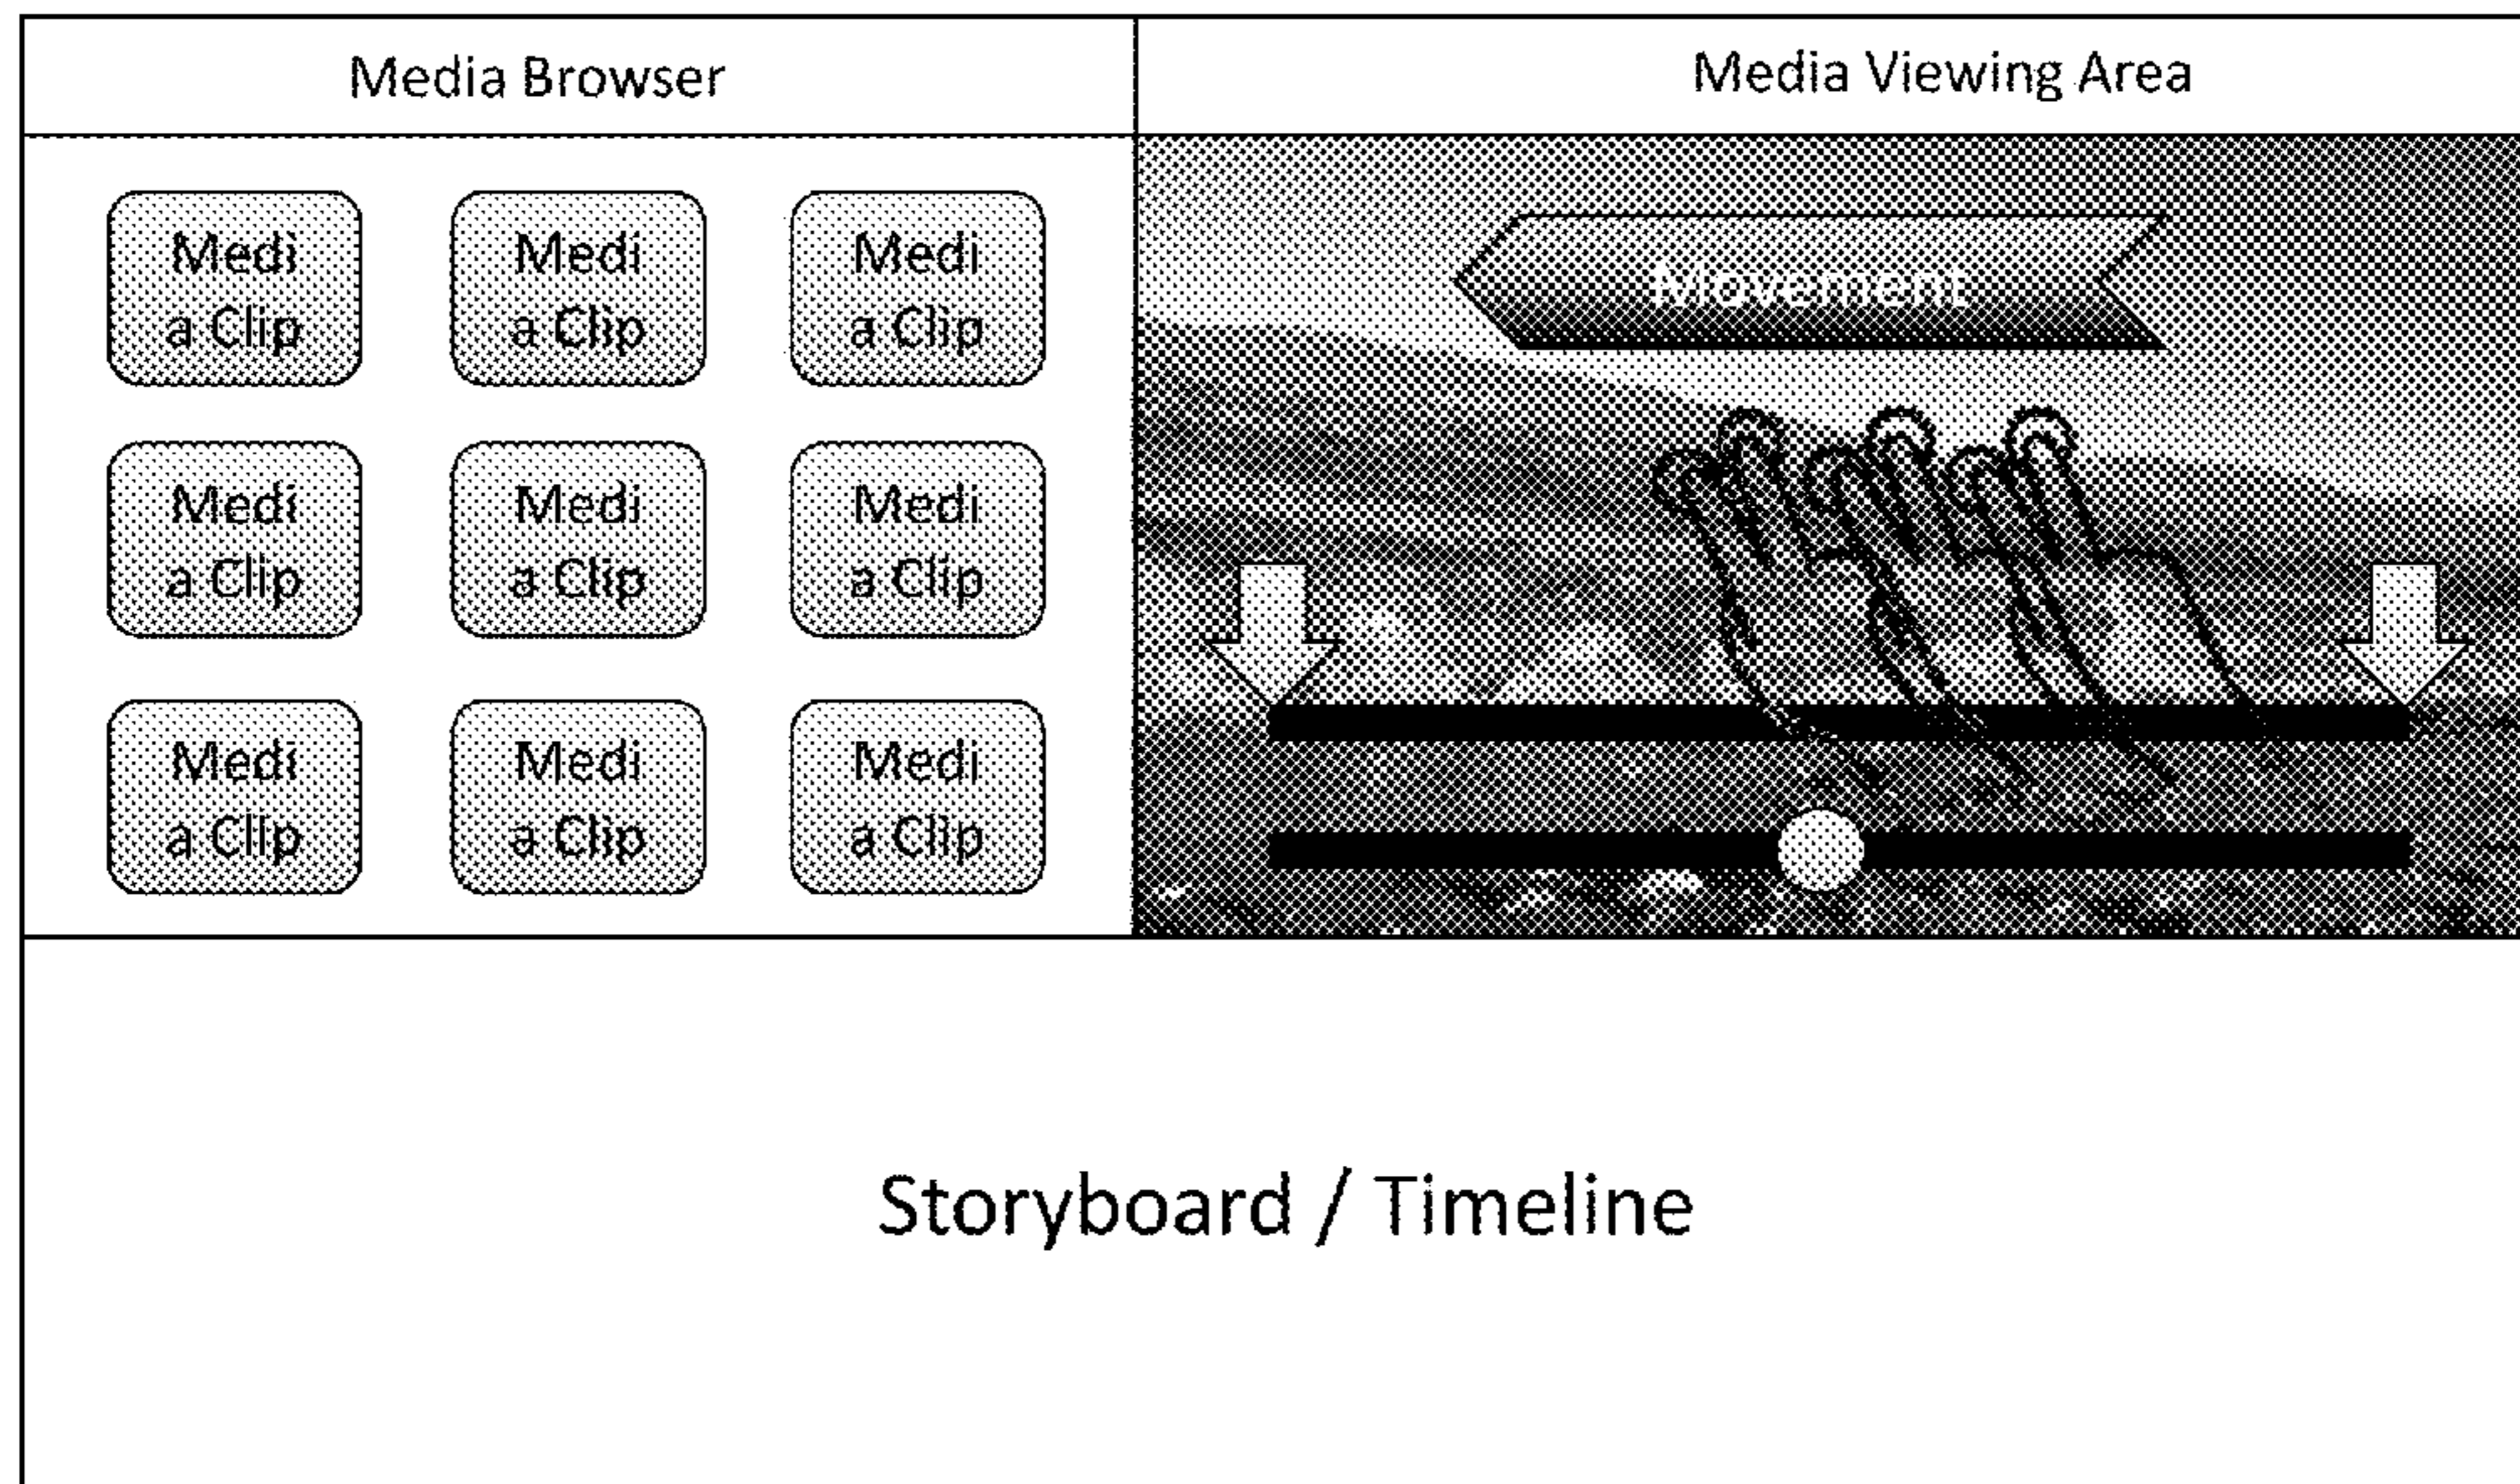 Media Browser
Media Viewing Area
Medi
a Clip
Medi
a Clip
Medi
a Clip
Movement
Medi
a Clip
Medi
a Clip
Medi
a Clip
Medi
a Clip
Medi
a Clip
Medi
a Clip
Storyboard / Timeline